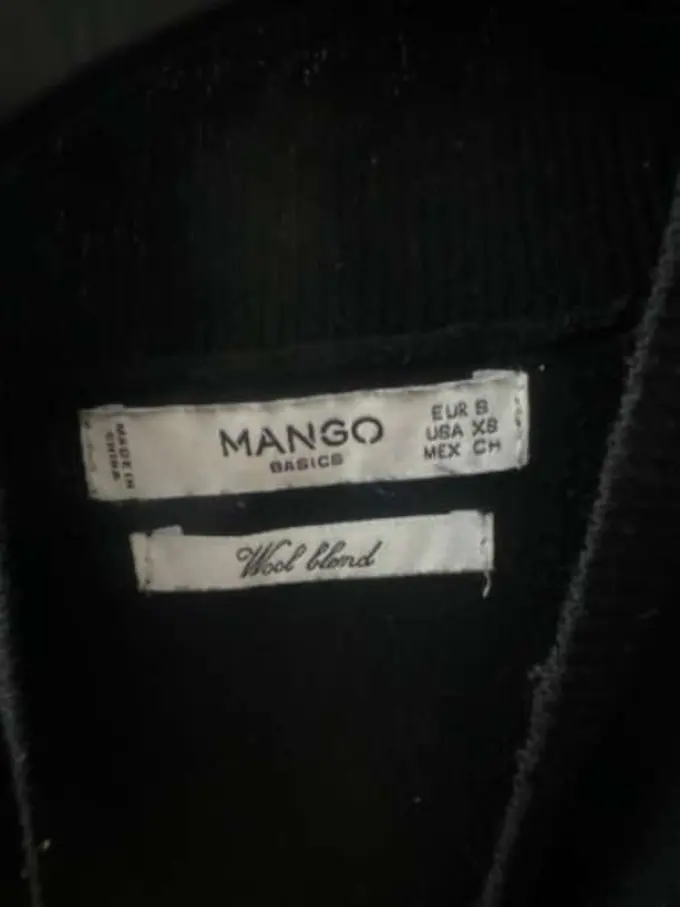 MADE IN
CHINA
MANGO
BASICS
EUR S
USA XS
MEX CH
Wool blend